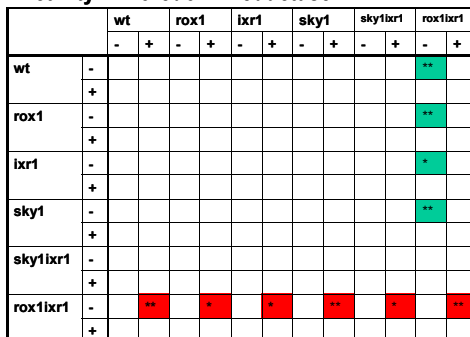 wt rox1 ixr1 sky1 sky1ixr1 rox1ixr1
- + - + - + - + - + - +
wt - **
+
rox1 - **
+
ixr1 - *
+
sky1 - **
+
sky1ixr1 -
+
rox1ixr1 - ** * * ** * **
+